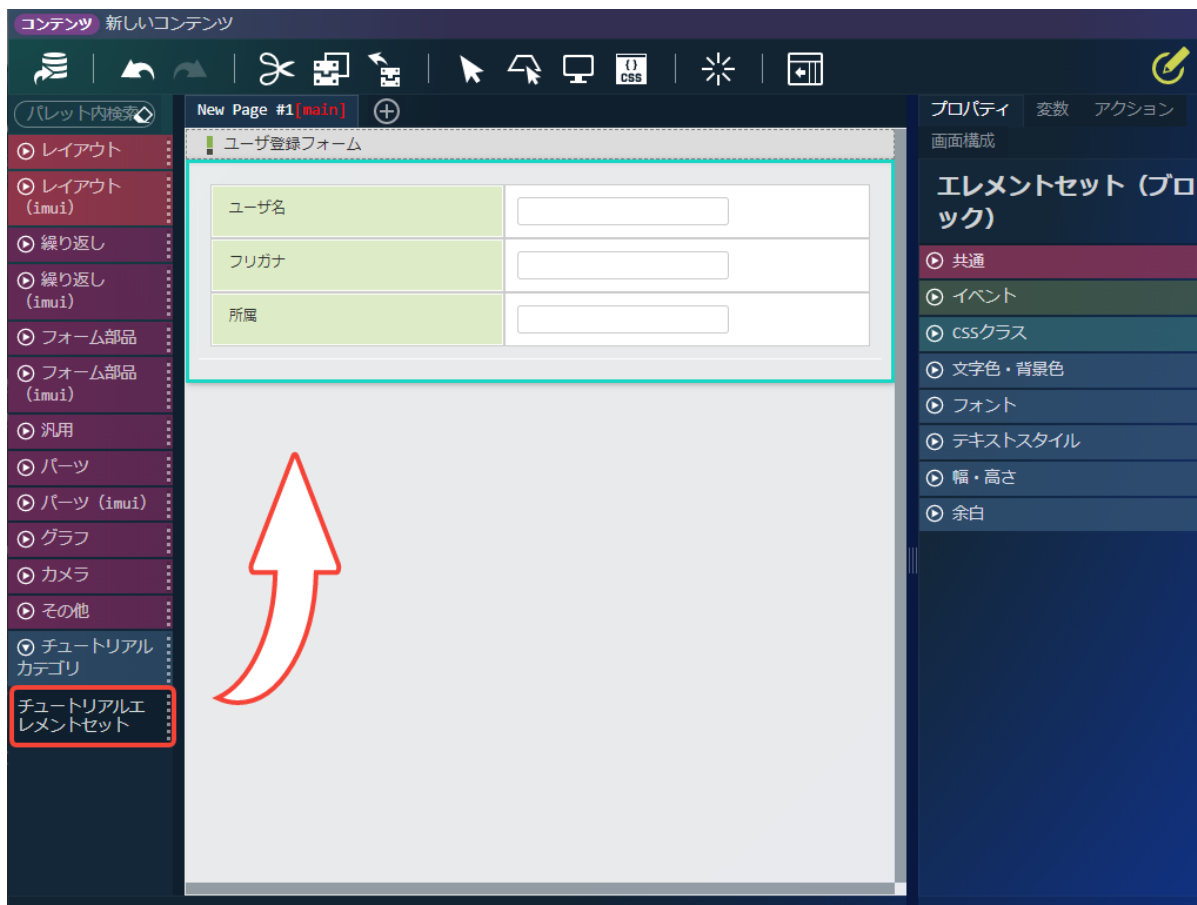 コンテンツ 新しいコンテンツ
{}
CSS
パレット内検索
New Page #1[main]
プロパティ 変数 アクション
画面構成
レイアウト
レイアウト
(imui)
繰り返し
繰り返し
(imui)
フォーム部品
フォーム部品
(imui)
汎用
パーツ
パーツ (imui)
グラフ
カメラ
その他
チュートリアル
カテゴリ
チュートリアルエ
レメントセット
ユーザ登録フォーム
ユーザ名
フリガナ
所属
エレメントセット（ブロ
ック）
共通
イベント
CSSクラス
文字色・背景色
フォント
テキストスタイル
幅・高さ
余白